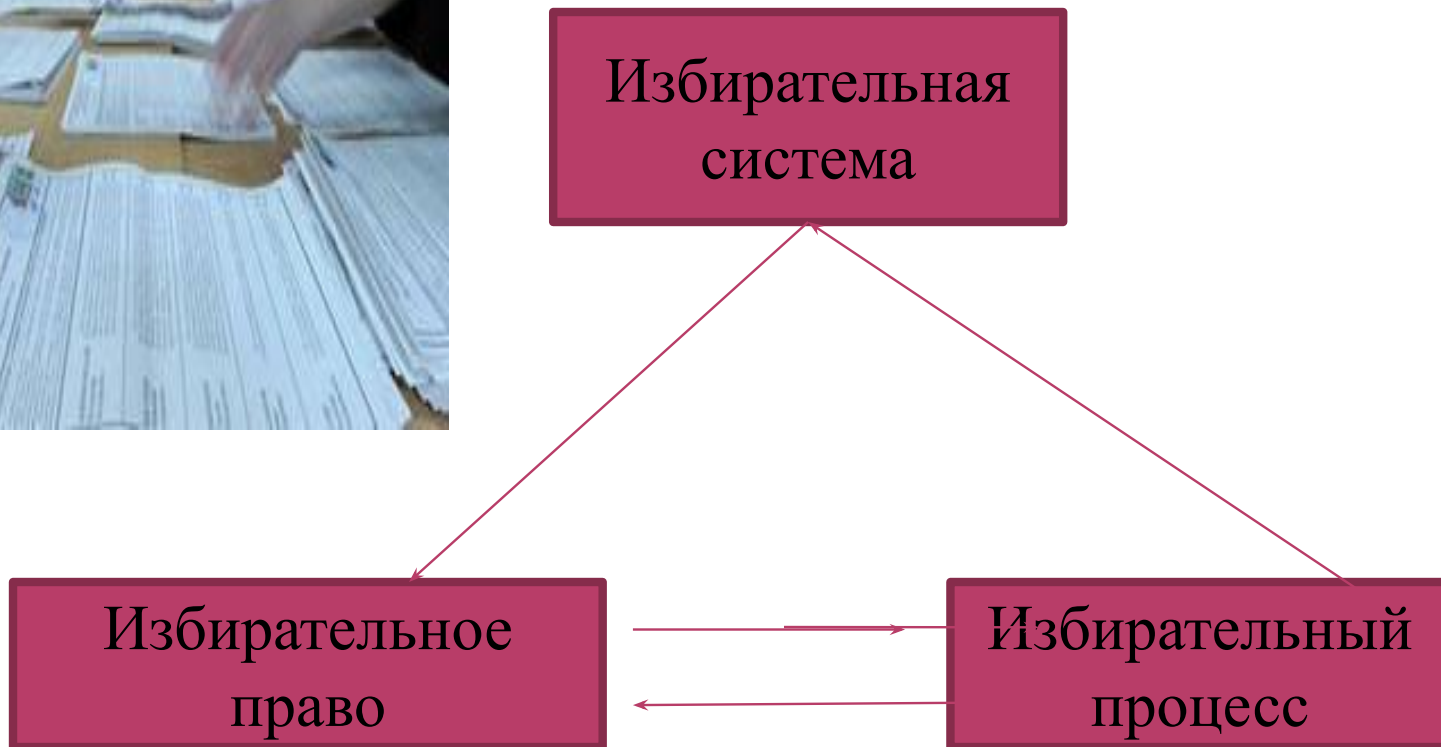 Избирательная
система
Избирательное
право
Избирательный
процесс